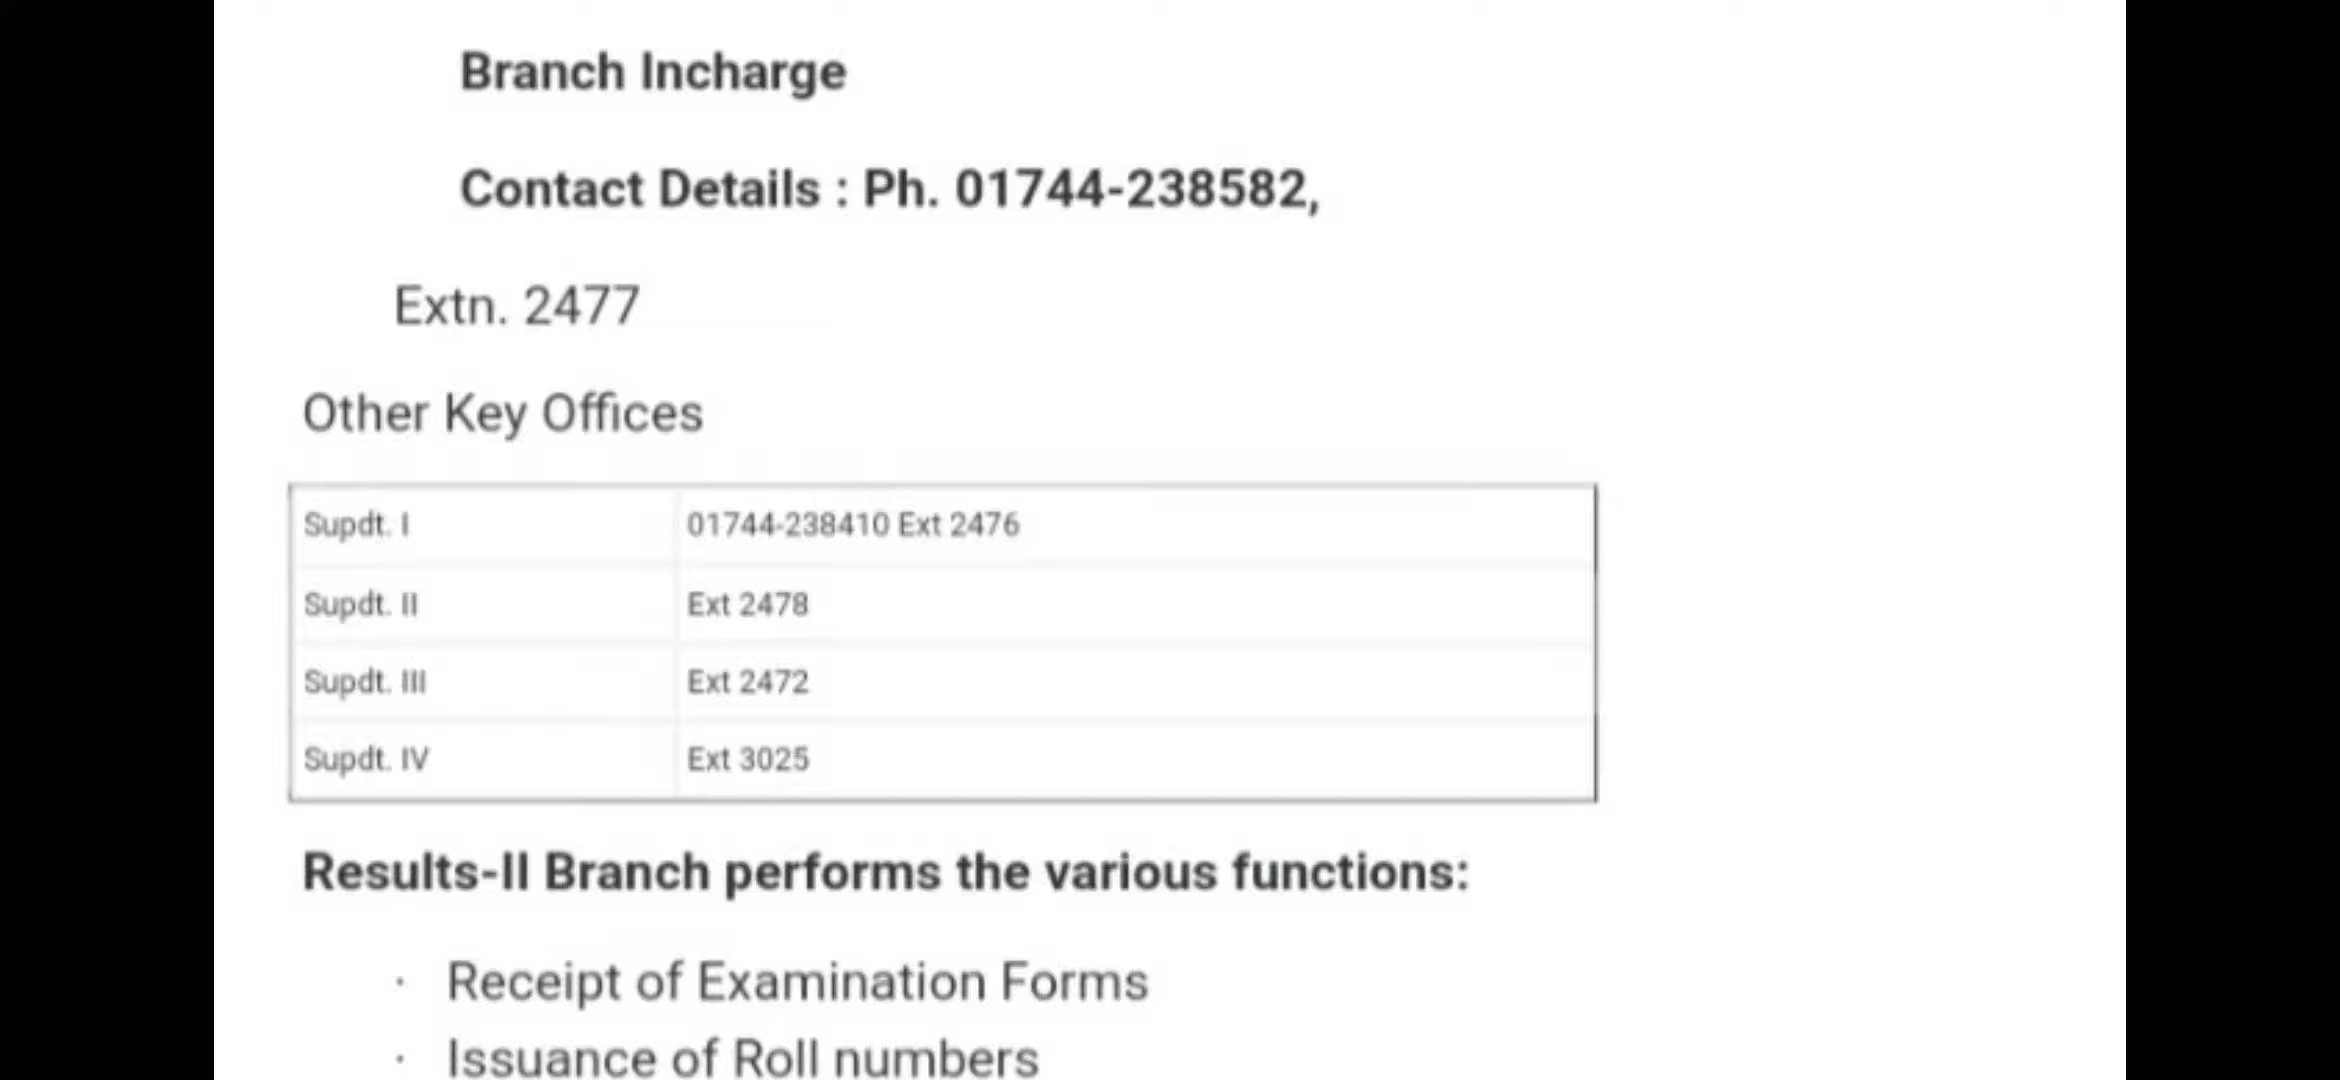 Branch Incharge
Contact Details : Ph. 01744-238582,
Extn. 2477
Other Key Offices
Supdt. I 01744-238410 Ext 2476
Supdt. II Ext 2478
Supdt. III Ext 2472
Supdt. IV Ext 3025
Results-II Branch performs the various functions:
· Receipt of Examination Forms
· Issuance of Roll numbers